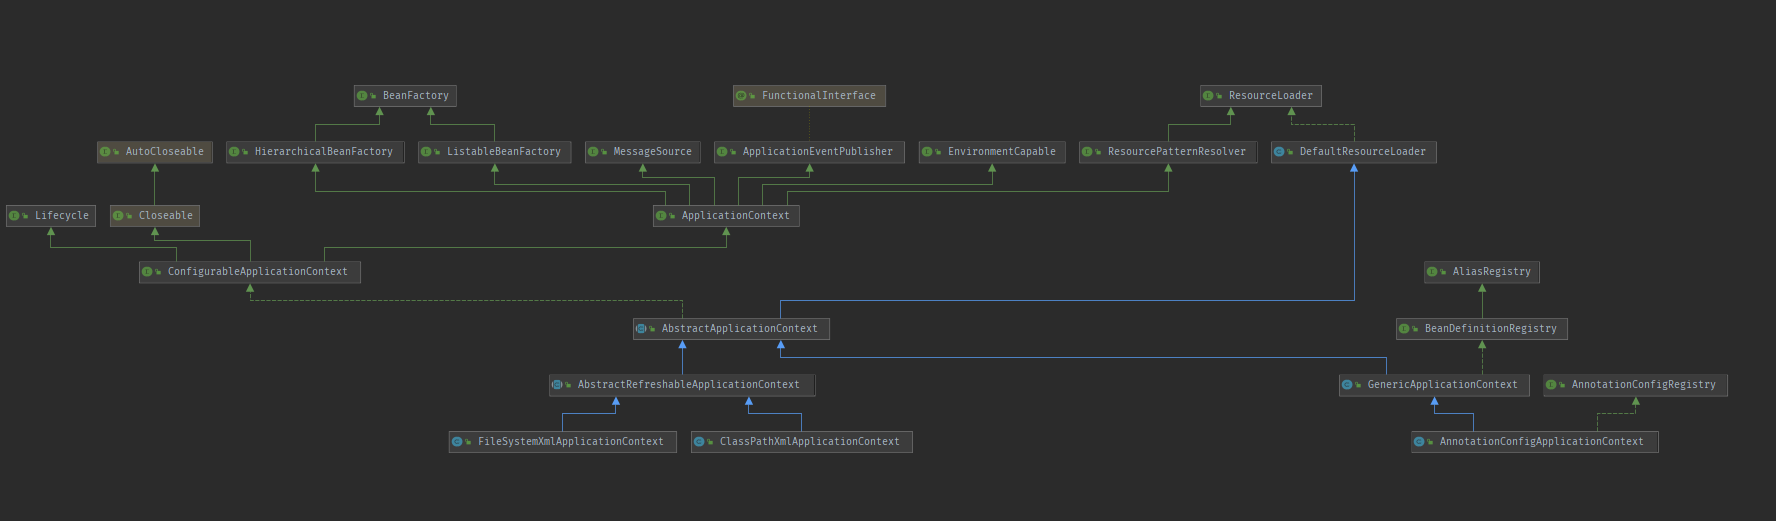 BeanFactory
FunctionalInterface
ResourceLoader
AutoCloseable
HierarchicalBeanFactory
ListableBeanFactory
MessageSource
ApplicationEventPublisher
EnvironmentCapable
ResourcePatternResolver
DefaultResourceLoader
Lifecycle
Closeable
ApplicationContext
ConfigurableApplicationContext
AliasRegistry
AbstractApplicationContext
BeanDefinitionRegistry
AbstractRefreshableApplicationContext
GenericApplicationContext
AnnotationConfigRegistry
FileSystemXmlApplicationContext
ClassPathXmlApplicationContext
AnnotationConfigApplicationContext